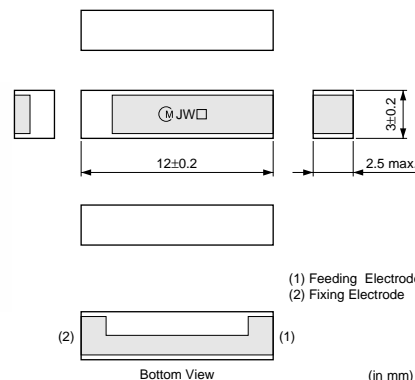 M JW□
3±0.2
12±0.2
2.5 max.
(1) Feeding Electrode
(2) Fixing Electrode
(2)
(1)
Bottom View
(in mm)